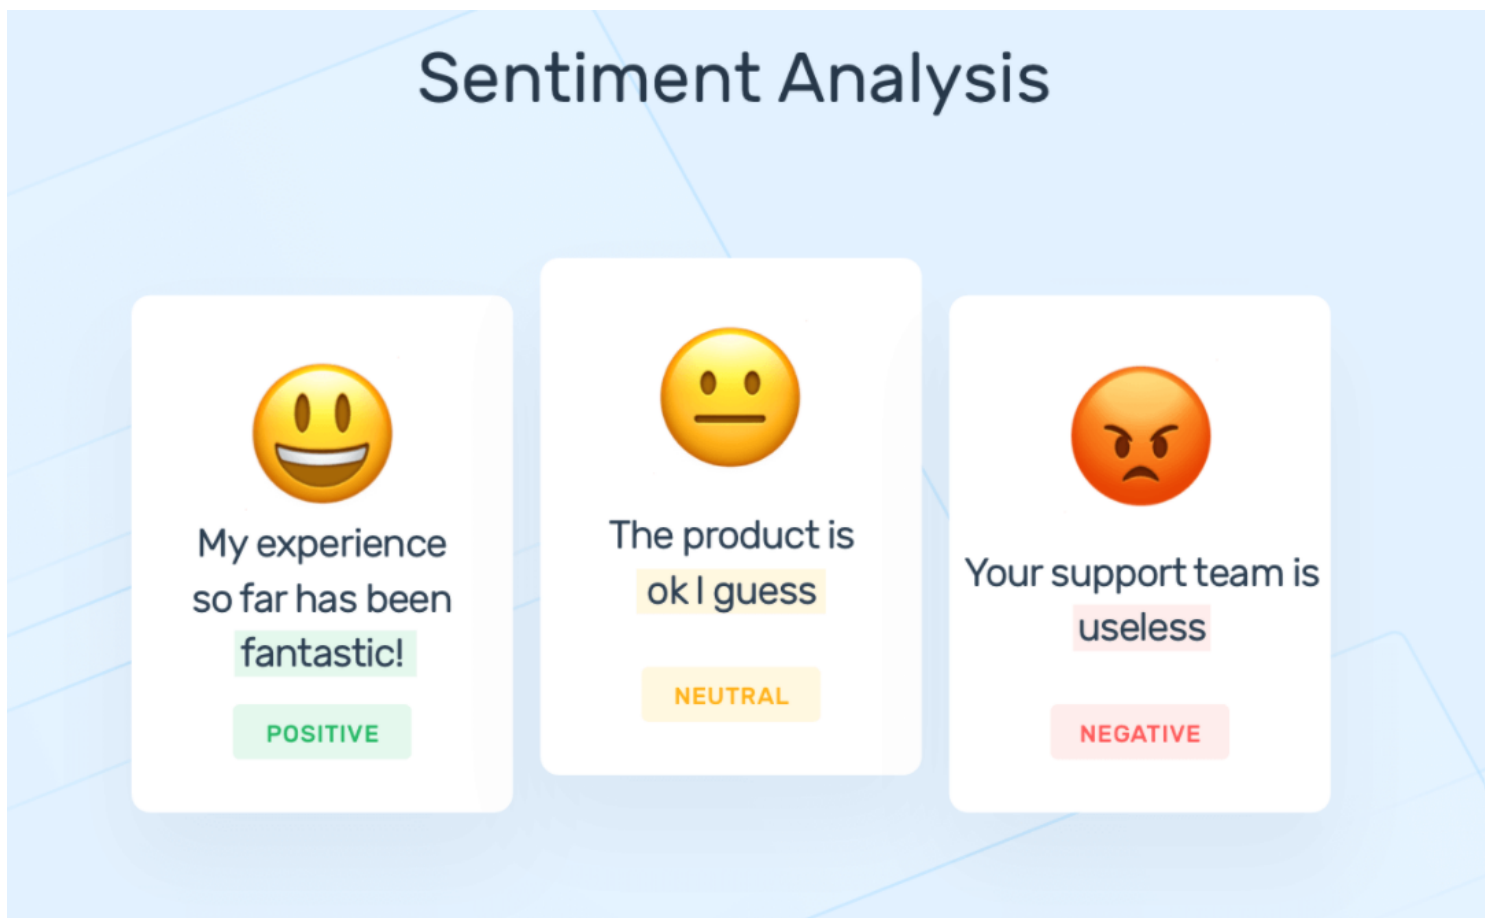 Sentiment Analysis
My experience
so far has been
fantastic!
POSITIVE
The product is
ok I guess
NEUTRAL
Your support team is
useless
NEGATIVE